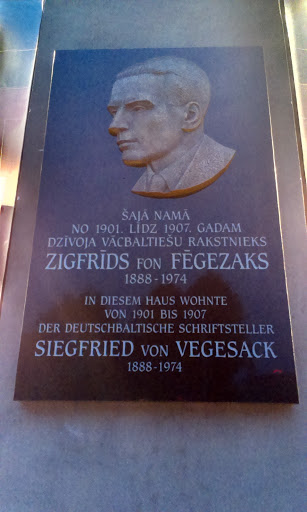 ŠAJĀ NAMĀ
NO 1901. LĪDZ 1907. GADAM
DZĪVOJA VĀCBALTIEŠU RAKSTNIEKS
ZIGFRĪDS FON FĒGEZAKS
1888-1974
IN DIESEM HAUS WOHNTE
VON 1901 BIS 1907
DER DEUTSCHBALTISCHE SCHRIFTSTELLER
SIEGFRIED VON VEGESACK
1888-1974